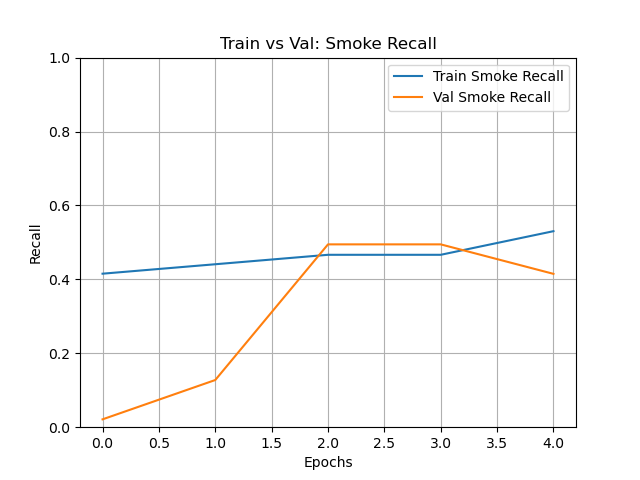 Train vs Val: Smoke Recall
Train Smoke Recall
Val Smoke Recall
Recall
1.0
0.8
0.6
0.4
0.2
0.0
0.0 0.5 1.0 1.5 2.0 2.5 3.0 3.5 4.0
Epochs